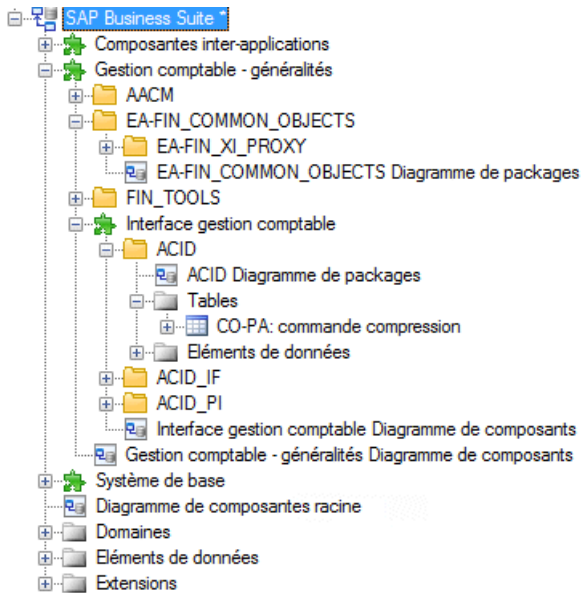 SAP Business Suite *
Composantes inter-applications
Gestion comptable - généralités
AACM
EA-FIN_COMMON_OBJECTS
EA-FIN_XI_PROXY
EA-FIN_COMMON_OBJECTS Diagramme de packages
FIN_TOOLS
Interface gestion comptable
ACID
ACID Diagramme de packages
Tables
CO-PA: commande compression
Eléments de données
ACID_IF
ACID_PI
Interface gestion comptable Diagramme de composants
Gestion comptable - généralités Diagramme de composants
Système de base
Diagramme de composantes racine
Domaines
Eléments de données
Extensions